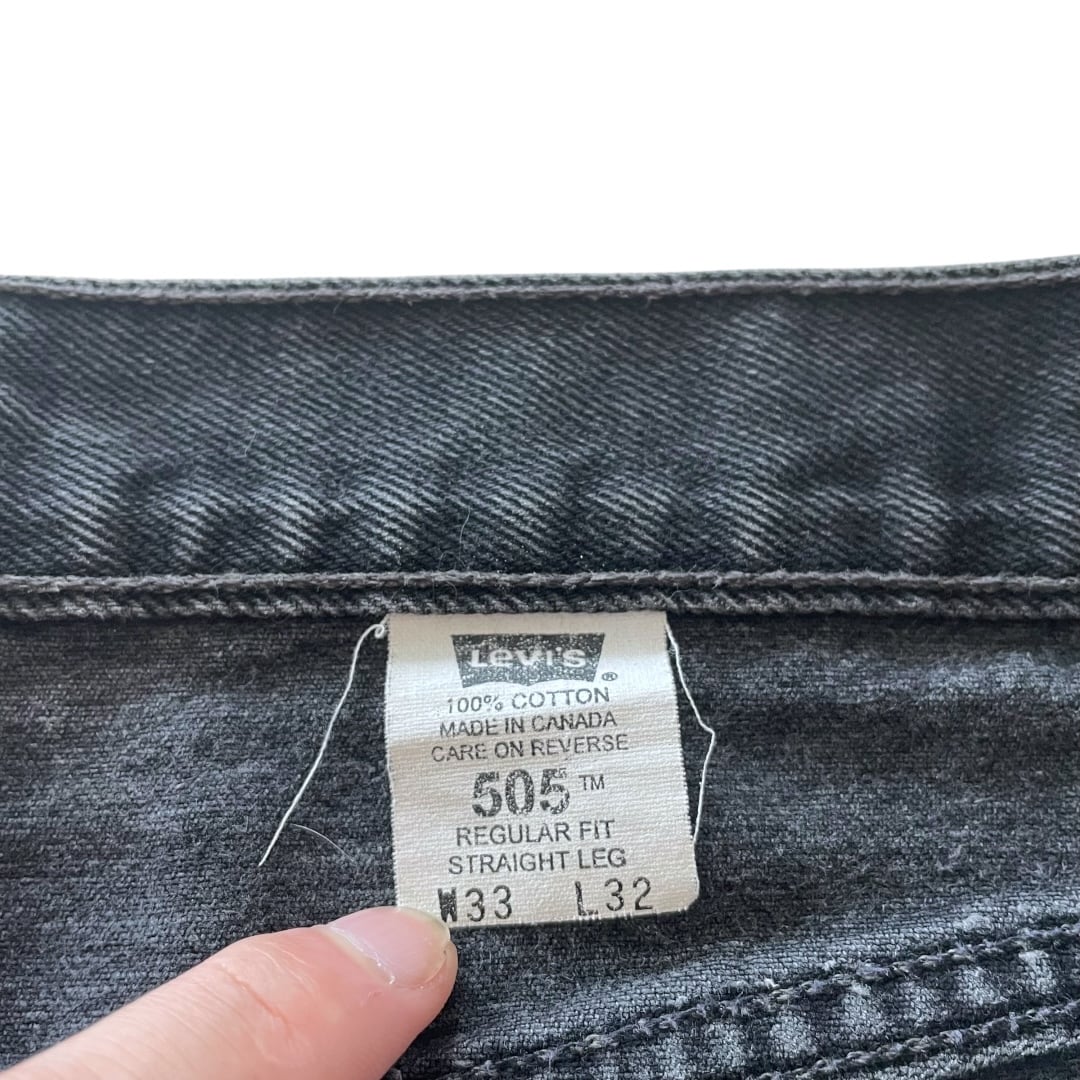 Levi's®
100% COTTON
MADE IN CANADA
CARE ON REVERSE
505™
REGULAR FIT
STRAIGHT LEG
W33 L32